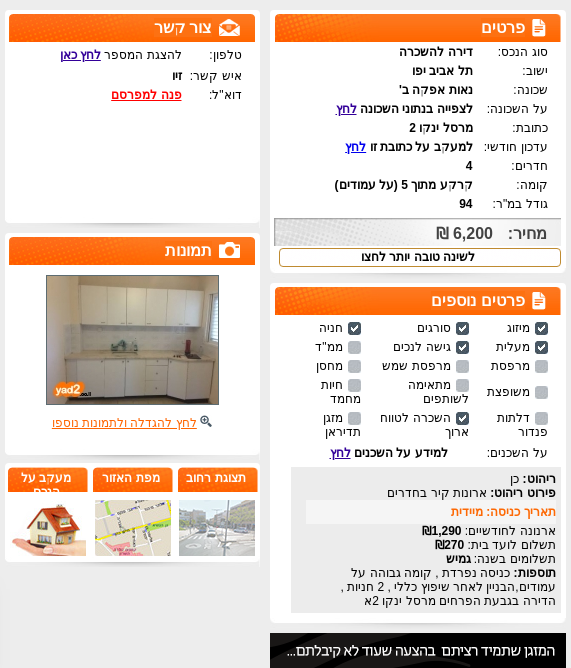 פרטים
סוג הנכס: דירה להשכרה
ישוב: תל אביב יפו
שכונה: נאות אפקה ב'
על השכונה: לצפייה בנתוני השכונה לחץ
כתובת: מרסל ינקו 2
עדכון חודשי: למעקב על כתובת זו לחץ
חדרים: 4
קומה: קרקע מתוך 5 (על עמודים)
גודל במ"ר: 94
מחיר: 6,200 ₪
לשינה טובה יותר לחצו
פרטים נוספים
מיזוג סורגים חניה
מעלית גישה לנכים ממ"ד
מרפסת מרפסת שמש מחסן
משופצת מתאימה לשותפים חיות מחמד
דלתות פנדור השכרה לטווח ארוך מזגן תדיראן
על השכנים: למידע על השכנים לחץ
ריהוט: כן
פירוט ריהוט: ארונות קיר בחדרים
תאריך כניסה: מיידית
ארנונה לחודשיים: 1,290₪
תשלום לועד בית: 270₪
תשלומים בשנה: גמיש
תוספות: כניסה נפרדת , קומה גבוהה על
עמודים,הבניין לאחר שיפוץ כללי , 2 חניות ,
הדירה בגבעת הפרחים מרסל ינקו 2א
המזגן שתמיד רציתם בהצעה שעוד לא קיבלתם...
צור קשר
טלפון: להצגת המספר לחץ כאן
איש קשר: זיו
דוא"ל: פנה למפרסם
תמונות
yad2
.co.il
לחץ להגדלה ולתמונות נוספו
תצוגת רחוב
מפת האזור
מעקב על
הנכס